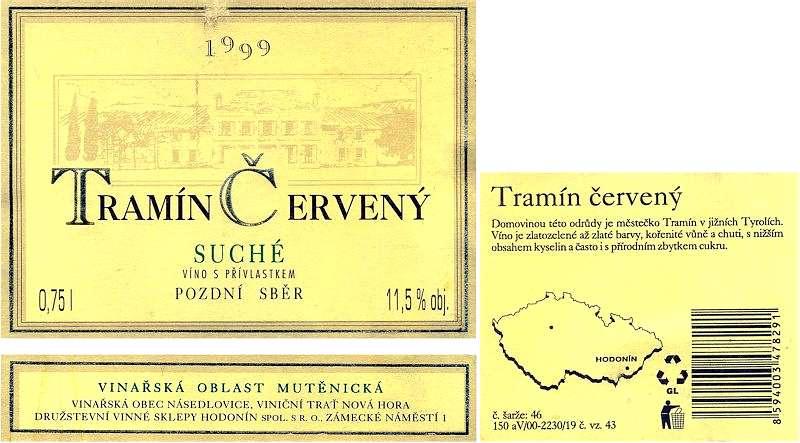 1999
TRAMÍN ČERVENÝ
SUCHÉ
VÍNO S PŘÍVLASTKEM
POZDNÍ SBĚR
0,75 l
11,5 % obj.
VINAŘSKÁ OBLAST MUTĚNICKÁ
VINAŘSKÁ OBEC NÁSEDLOVICE, VINIČNÍ TRAŤ NOVÁ HORA
DRUŽSTEVNÍ VINNÉ SKLEPY HODONÍN SPOL. S R. O., ZÁMECKÉ NÁMĚSTÍ 1
Tramín červený
Domovinou této odrůdy je městečko Tramín v jižních Tyrolích.
Víno je zlatozelené až zlaté barvy, kořenité vůně a chuti, s nižším
obsahem kyselin a často i s přírodním zbytkem cukru.
HODONÍN
GL
č. šarže: 46
150 aV/00-2230/19 č. vz. 43
8594003478291